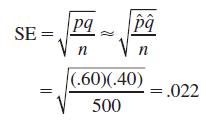 SE = √(pq/n) ≈ √(p̂q̂/n)
= √((.60)(.40)/500) = .022